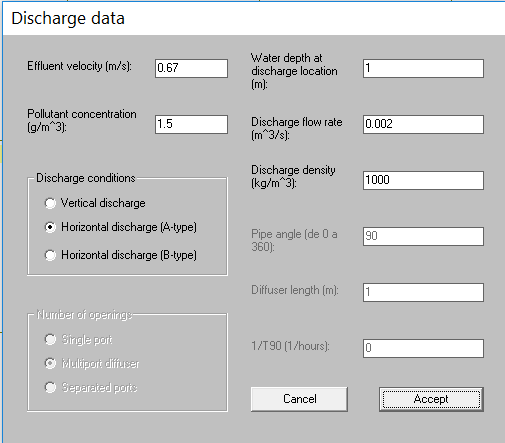 Discharge data
Effluent velocity (m/s):
0.67
Pollutant concentration
(g/m^3):
1.5
Discharge conditions
Vertical discharge
Horizontal discharge (A-type)
Horizontal discharge (B-type)
Number of openings
Single port
Multiport diffuser
Separated ports
Water depth at
discharge location
(m):
1
Discharge flow rate
(m^3/s):
0.002
Discharge density
(kg/m^3):
1000
Pipe angle (de 0 a
360):
90
Diffuser length (m):
1
1/T90 (1/hours):
0
Cancel
Accept